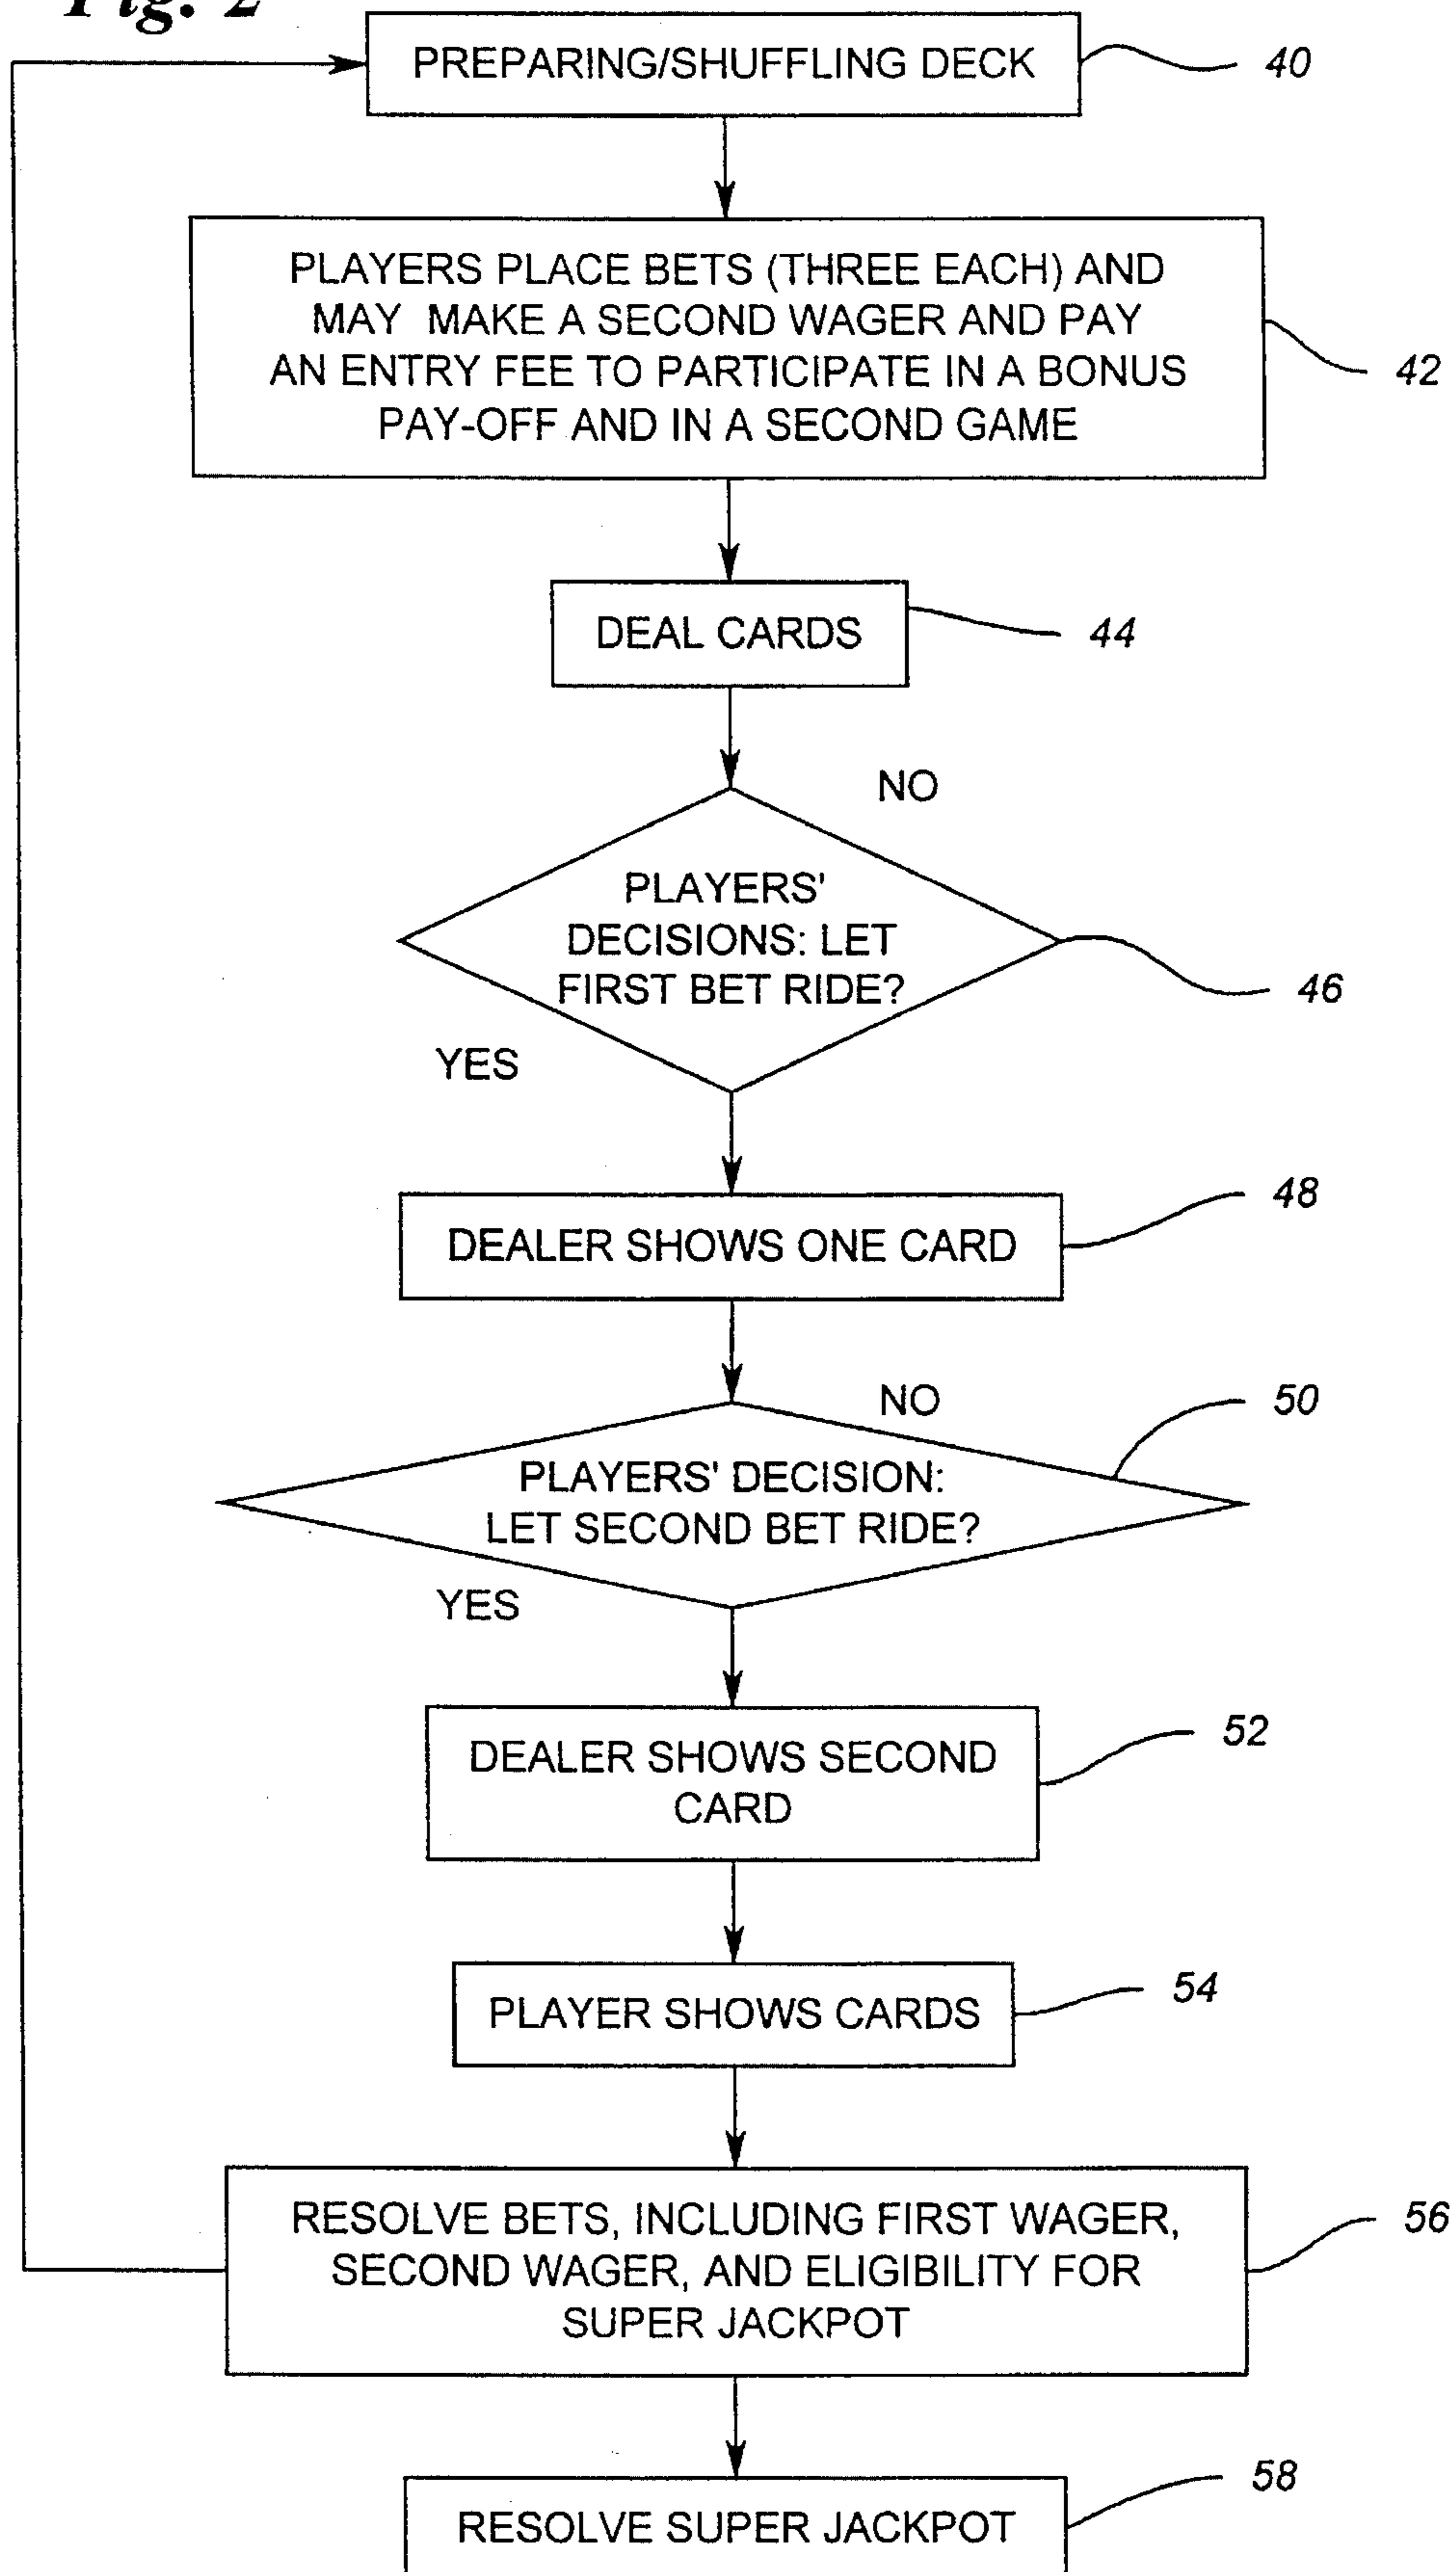 Fig. 2
PREPARING/SHUFFLING DECK
40
PLAYERS PLACE BETS (THREE EACH) AND
MAY MAKE A SECOND WAGER AND PAY
AN ENTRY FEE TO PARTICIPATE IN A BONUS
PAY-OFF AND IN A SECOND GAME
42
DEAL CARDS
44
NO
PLAYERS'
DECISIONS: LET
FIRST BET RIDE?
46
YES
DEALER SHOWS ONE CARD
48
NO
50
PLAYERS' DECISION:
LET SECOND BET RIDE?
YES
DEALER SHOWS SECOND
CARD
52
PLAYER SHOWS CARDS
54
RESOLVE BETS, INCLUDING FIRST WAGER,
SECOND WAGER, AND ELIGIBILITY FOR
SUPER JACKPOT
56
RESOLVE SUPER JACKPOT
58